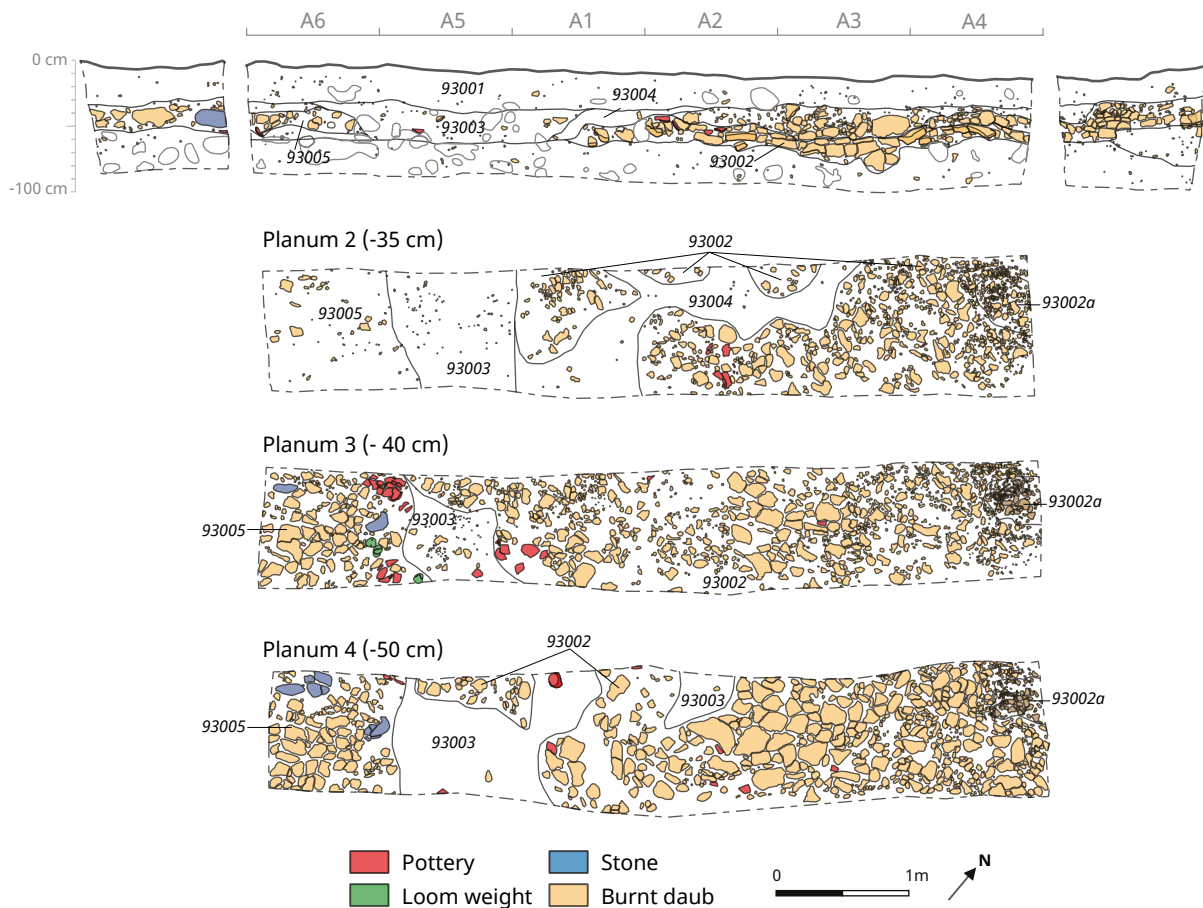 A6 A5 A1 A2 A3 A4
0 cm
93001
93004
93003
93005
93002
-100 cm
Planum 2 (-35 cm)
93002
93005
93004
93002a
93003
Planum 3 (- 40 cm)
93003
93002a
93005
93002
Planum 4 (-50 cm)
93002
93003
93002a
93005
93003
Pottery
Stone
Loom weight
Burnt daub
0 1m
N